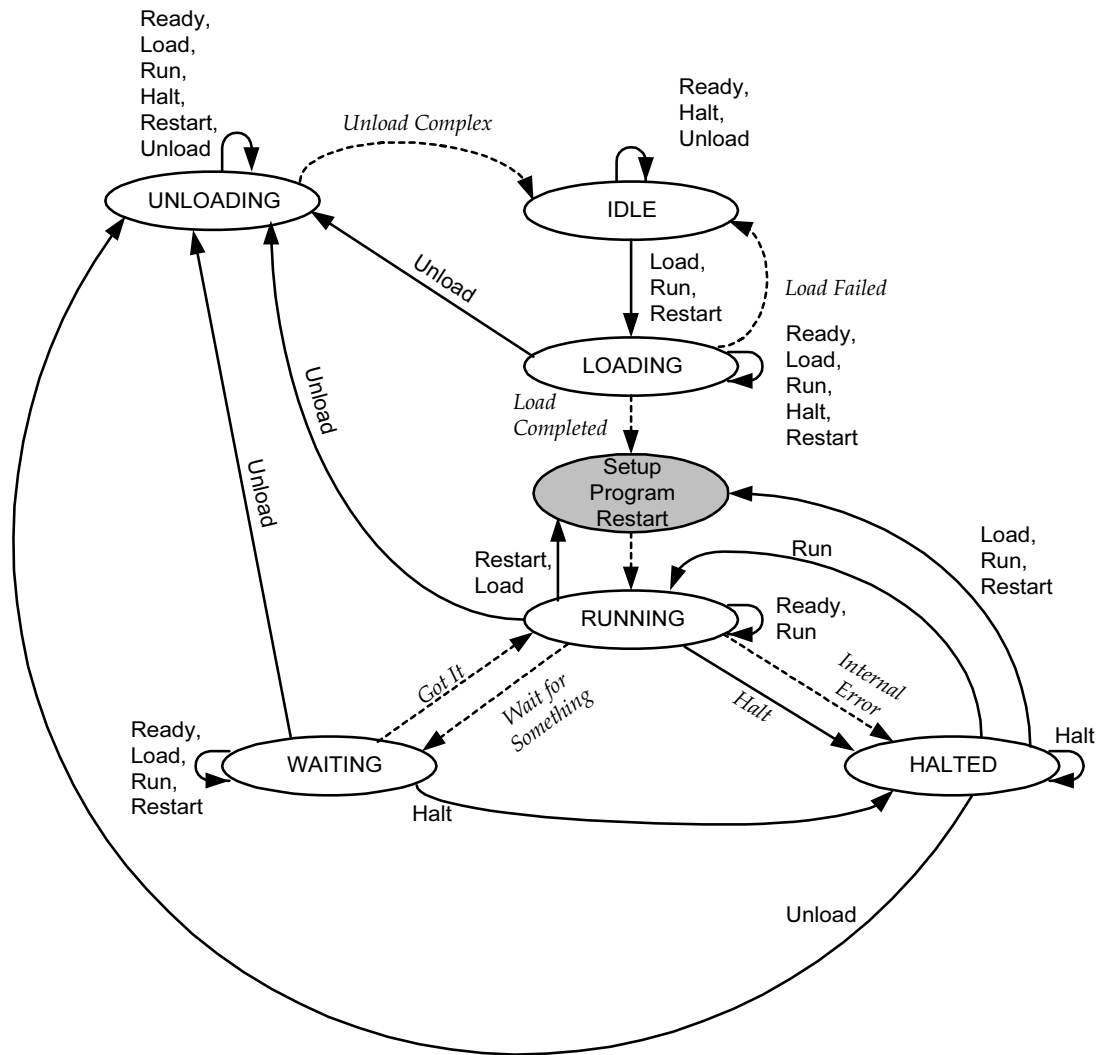 Ready,
Load,
Run,
Halt,
Restart,
Unload
Unload Complex
Ready,
Halt,
Unload
UNLOADING
IDLE
Unload
Load,
Run,
Restart
Load Failed
LOADING
Ready,
Load,
Run,
Halt,
Restart
Load
Completed
Unload
Unload
Setup
Program
Restart
Load,
Run,
Restart
Run
Restart,
Load
RUNNING
Ready,
Run
Got It
Wait for
Something
Halt
Internal
Error
Ready,
Load,
Run,
Restart
WAITING
Halt
HALTED
Halt
Unload